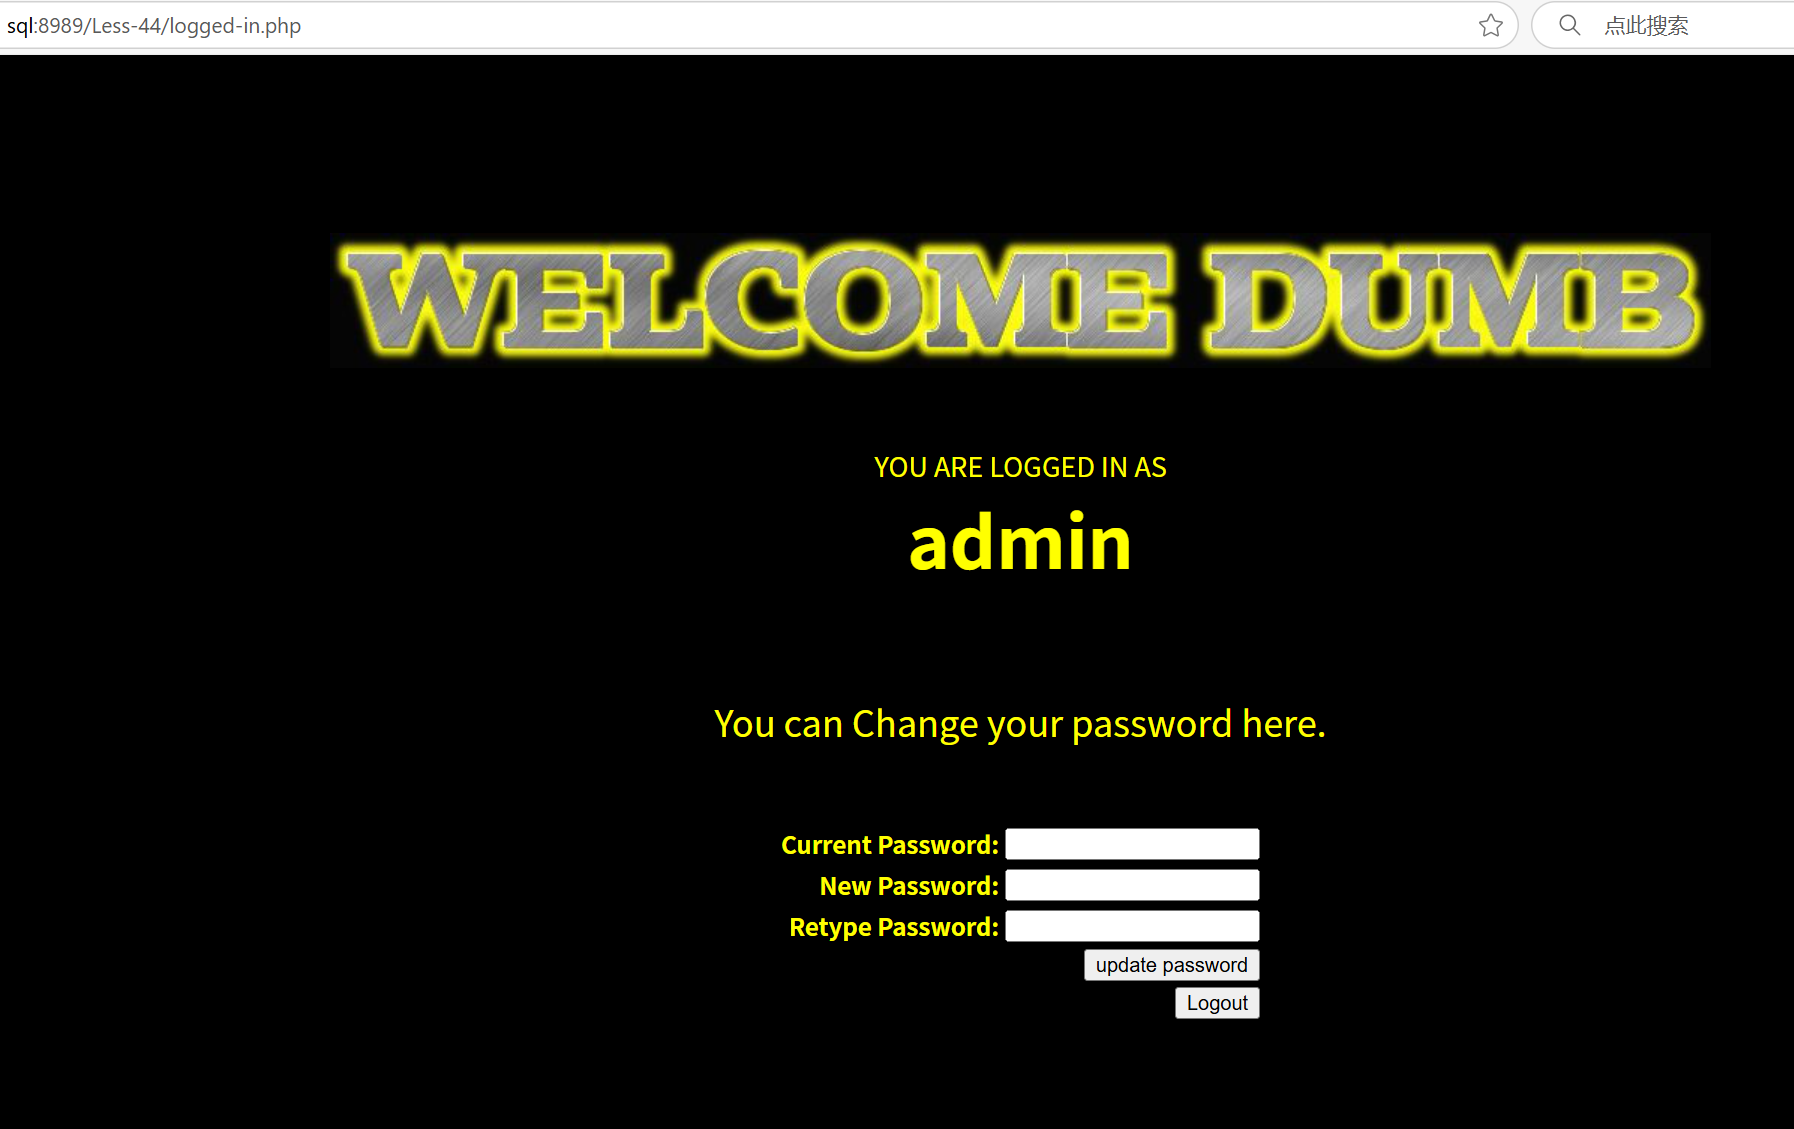 sql:8989/Less-44/logged-in.php
点此搜索
WELCOME DUMB
YOU ARE LOGGED IN AS
admin
You can Change your password here.
Current Password:
New Password:
Retype Password:
update password
Logout